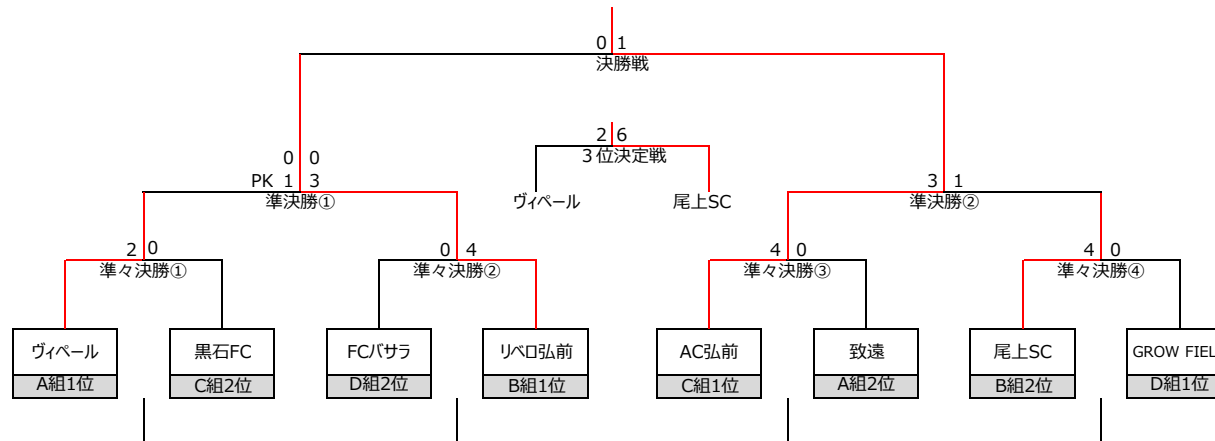 0 1
決勝戦
2 6
3位決定戦
ヴィペール 尾上SC
0 0
PK 1 3
準決勝①
3 1
準決勝②
2 0
準々決勝①
0 4
準々決勝②
4 0
準々決勝③
4 0
準々決勝④
ヴィペール 黒石FC FCバサラ リベロ弘前 AC弘前 致遠 尾上SC GROW FIEL
A組1位 C組2位 D組2位 B組1位 C組1位 A組2位 B組2位 D組1位